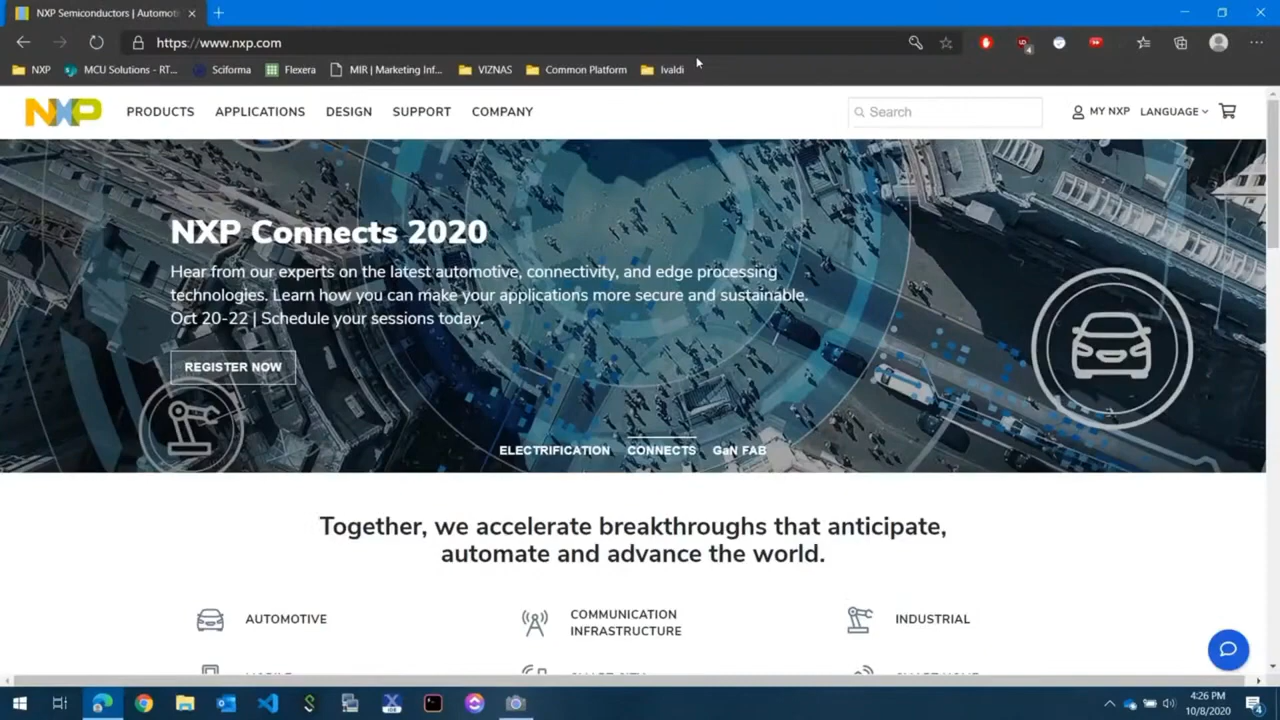 NXP Semiconductors | Automoti
https://www.nxp.com
NXP
MCU Solutions - RT...
Sciforma
Flexera
MIR | Marketing Inf...
VIZNAS
Common Platform
Ivaldi
NXP
PRODUCTS
APPLICATIONS
DESIGN
SUPPORT
COMPANY
Search
MY NXP
LANGUAGE
NXP Connects 2020
Hear from our experts on the latest automotive, connectivity, and edge processing
technologies. Learn how you can make your applications more secure and sustainable.
Oct 20-22 | Schedule your sessions today.
REGISTER NOW
ELECTRIFICATION
CONNECTS
GaN FAB
Together, we accelerate breakthroughs that anticipate,
automate and advance the world.
AUTOMOTIVE
COMMUNICATION
INFRASTRUCTURE
INDUSTRIAL
4:26 PM
10/8/2020